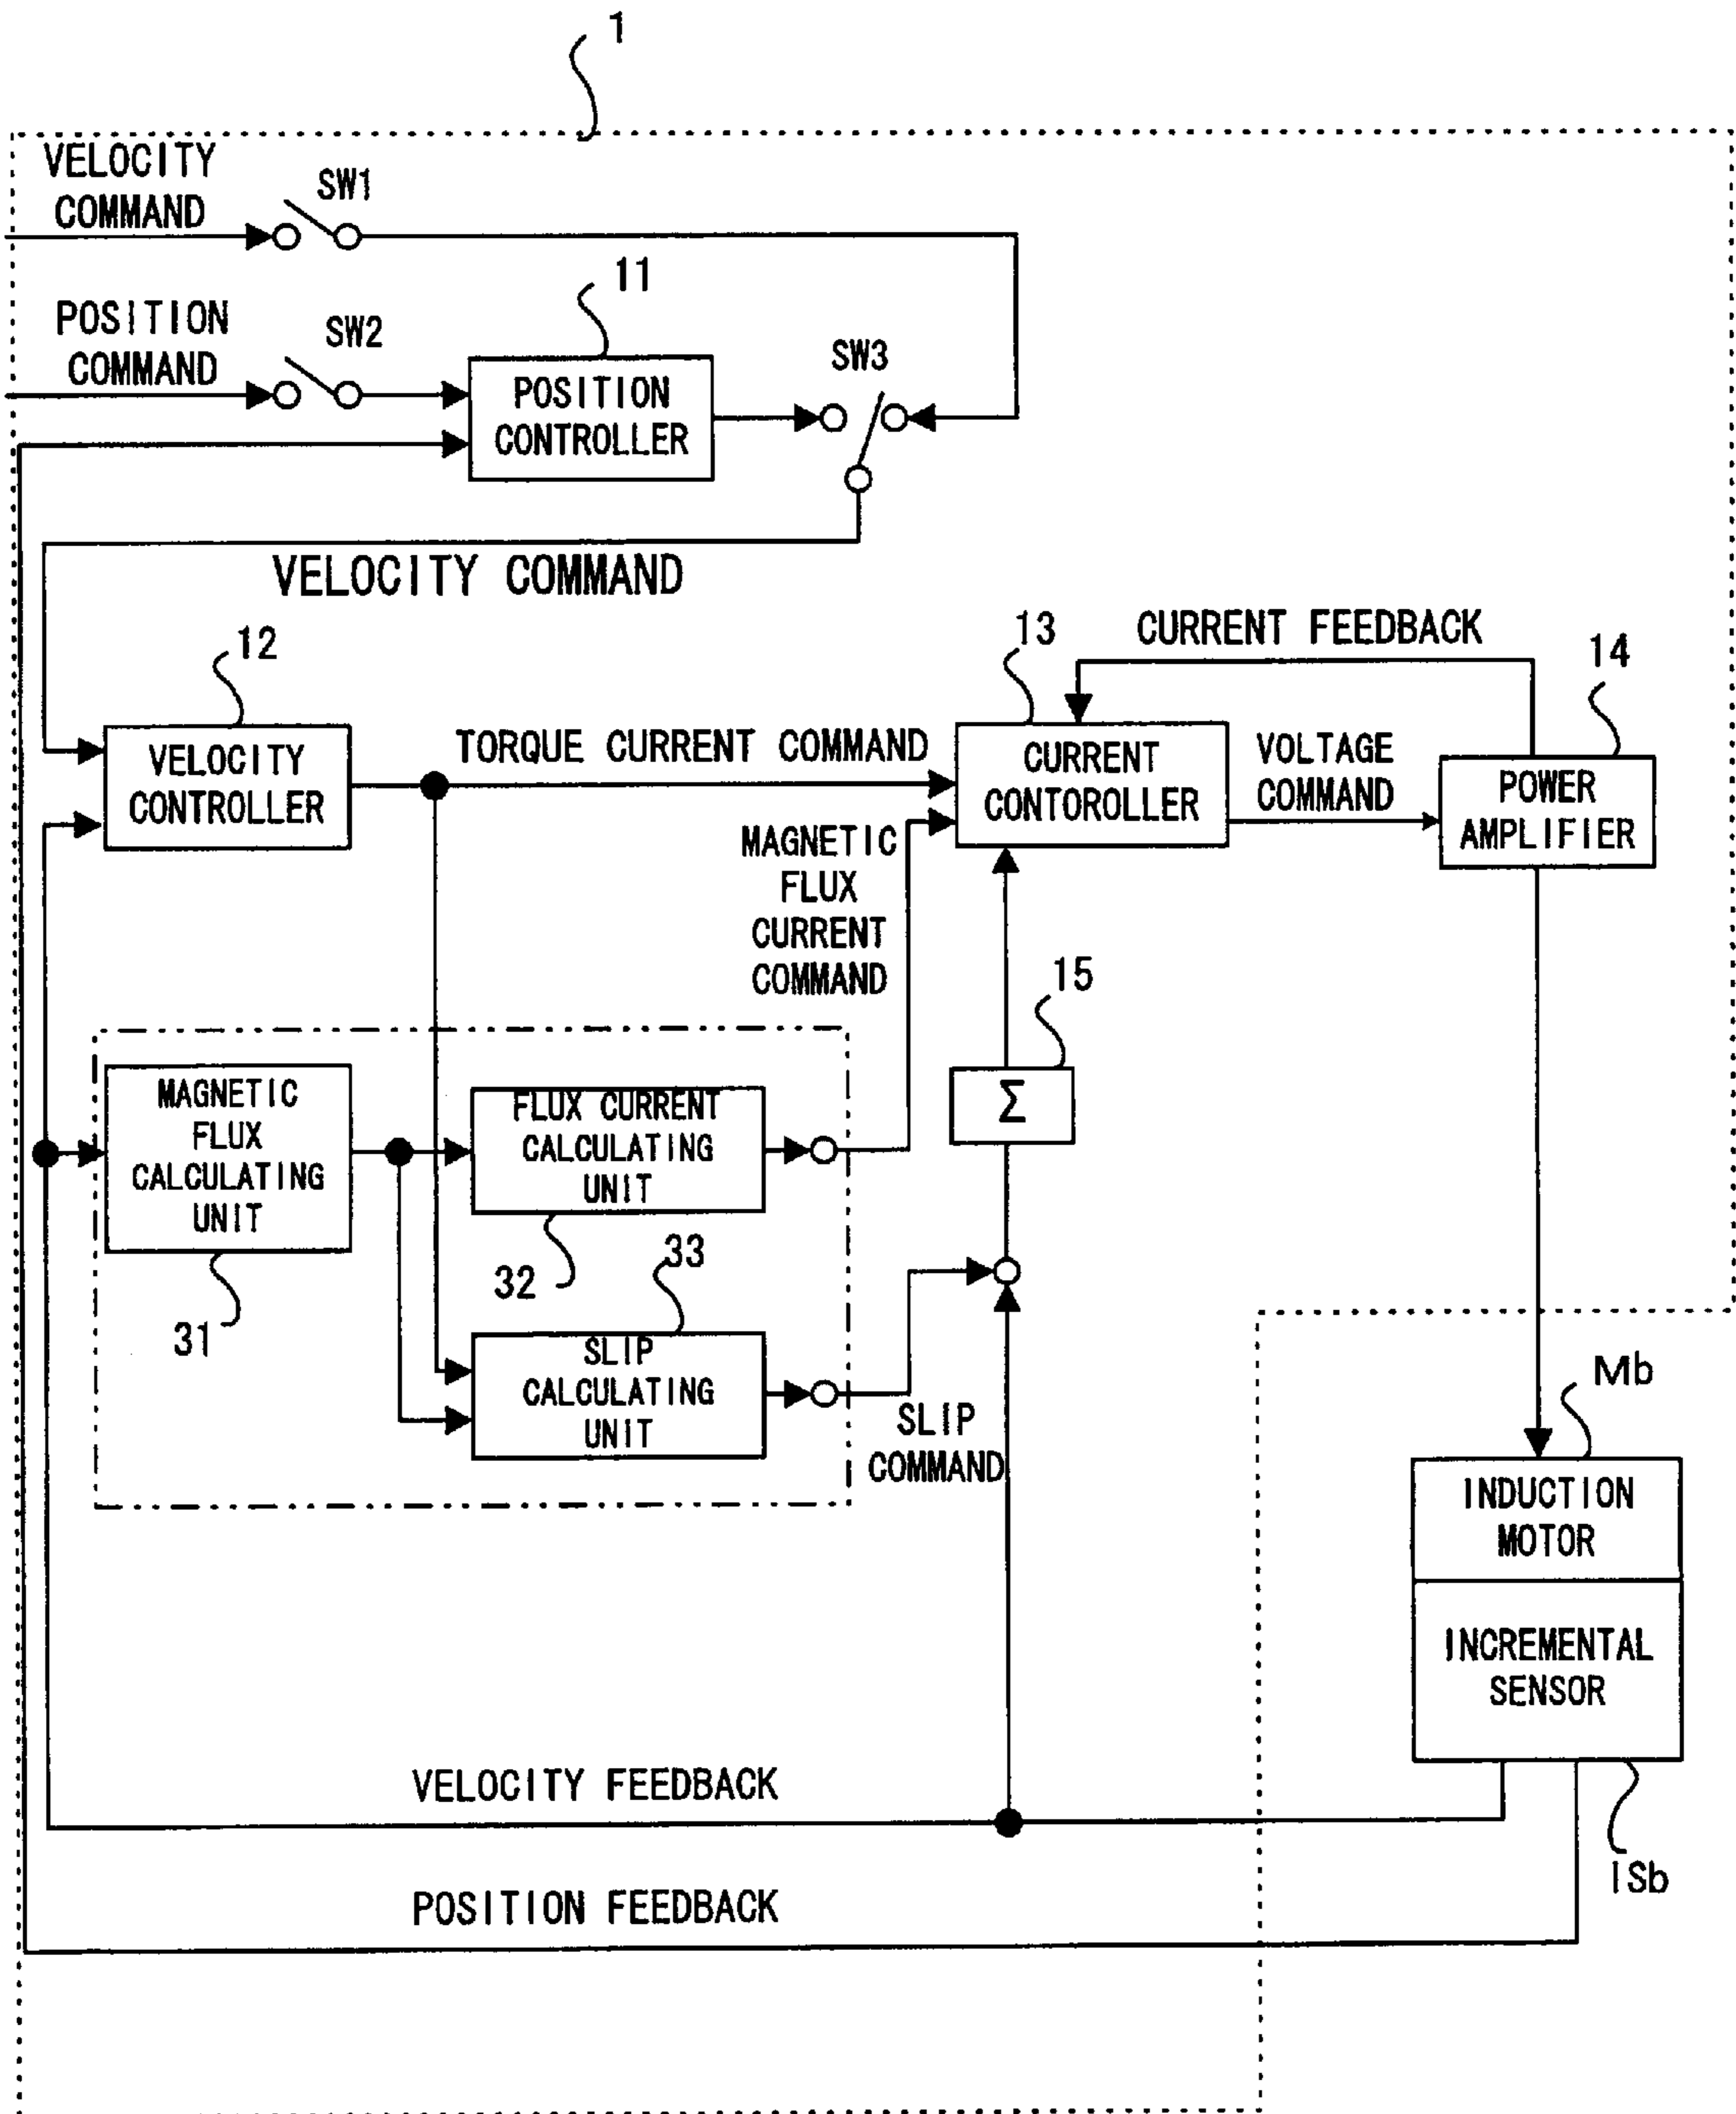 1
VELOCITY
COMMAND
SW1
POSITION
COMMAND
SW2
11
POSITION
CONTROLLER
SW3
VELOCITY COMMAND
12
VELOCITY
CONTROLLER
TORQUE CURRENT COMMAND
13
CURRENT
CONTOROLLER
CURRENT FEEDBACK
VOLTAGE
COMMAND
14
POWER
AMPLIFIER
MAGNETIC
FLUX
CURRENT
COMMAND
15
Σ
MAGNETIC
FLUX
CALCULATING
UNIT
31
FLUX CURRENT
CALCULATING
UNIT
32
33
SLIP
CALCULATING
UNIT
SLIP
COMMAND
Mb
INDUCTION
MOTOR
INCREMENTAL
SENSOR
ISb
VELOCITY FEEDBACK
POSITION FEEDBACK